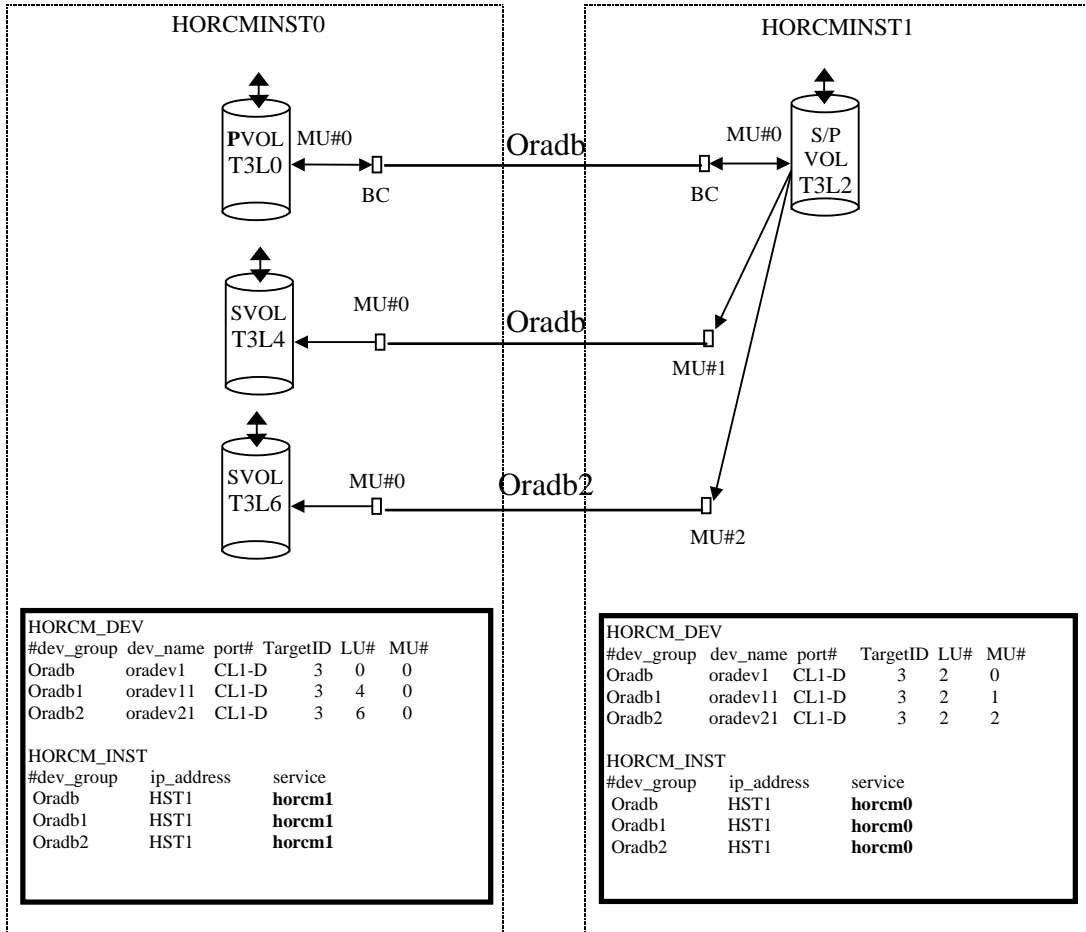 HORCMINST0
HORCMINST1
PVOL
T3L0
MU#0
BC
Oradb
MU#0
BC
S/P
VOL
T3L2
SVOL
T3L4
MU#0
Oradb
MU#1
SVOL
T3L6
MU#0
Oradb2
MU#2
HORCM_DEV
#dev_group dev_name port# TargetID LU# MU#
Oradb oradev1 CL1-D 3 0 0
Oradb1 oradev11 CL1-D 3 4 0
Oradb2 oradev21 CL1-D 3 6 0
HORCM_INST
#dev_group ip_address service
Oradb HST1 horcm1
Oradb1 HST1 horcm1
Oradb2 HST1 horcm1
HORCM_DEV
#dev_group dev_name port# TargetID LU# MU#
Oradb oradev1 CL1-D 3 2 0
Oradb1 oradev11 CL1-D 3 2 1
Oradb2 oradev21 CL1-D 3 2 2
HORCM_INST
#dev_group ip_address service
Oradb HST1 horcm0
Oradb1 HST1 horcm0
Oradb2 HST1 horcm0